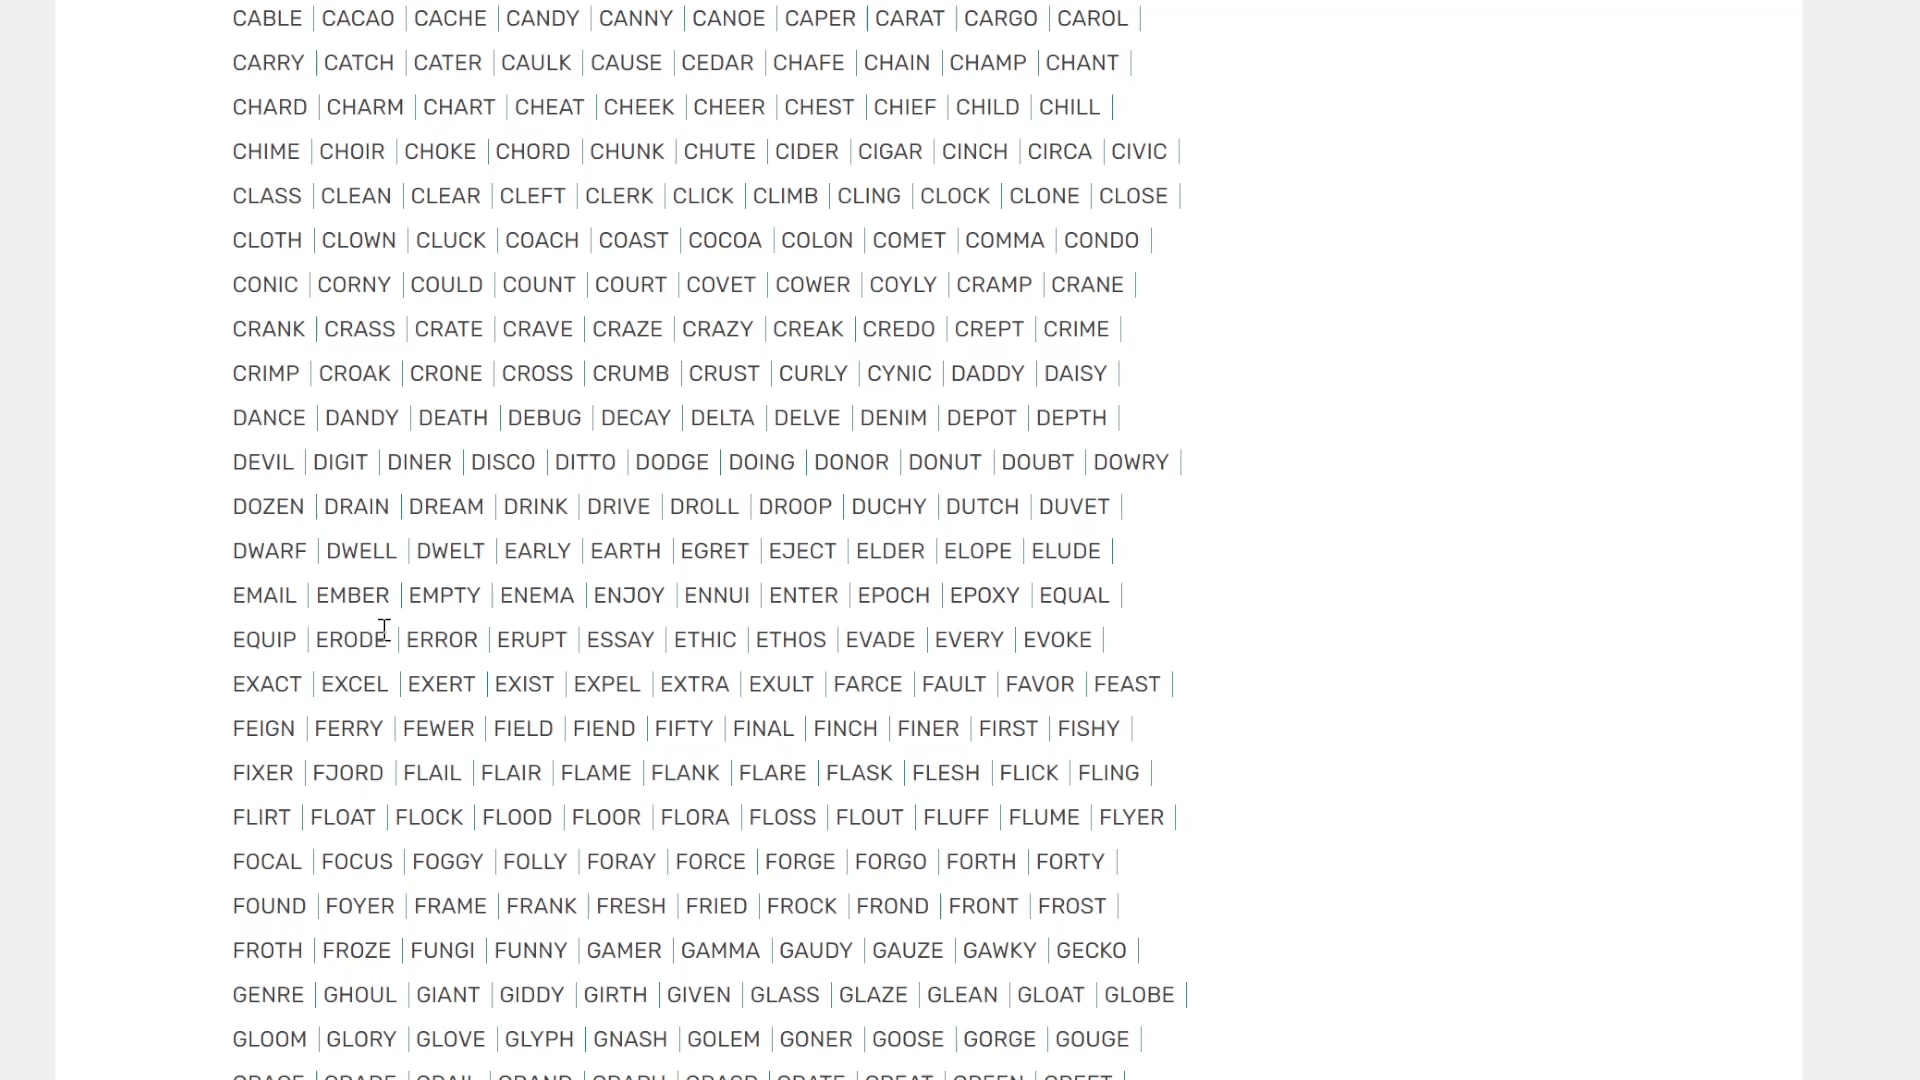 CABLE | CACAO | CACHE | CANDY | CANNY | CANOE | CAPER | CARAT | CARGO | CAROL |
CARRY | CATCH | CATER | CAULK | CAUSE | CEDAR | CHAFE | CHAIN | CHAMP | CHANT |
CHARD | CHARM | CHART | CHEAT | CHEEK | CHEER | CHEST | CHIEF | CHILD | CHILL |
CHIME | CHOIR | CHOKE | CHORD | CHUNK | CHUTE | CIDER | CIGAR | CINCH | CIRCA | CIVIC |
CLASS | CLEAN | CLEAR | CLEFT | CLERK | CLICK | CLIMB | CLING | CLOCK | CLONE | CLOSE |
CLOTH | CLOWN | CLUCK | COACH | COAST | COCOA | COLON | COMET | COMMA | CONDO |
CONIC | CORNY | COULD | COUNT | COURT | COVET | COWER | COYLY | CRAMP | CRANE |
CRANK | CRASS | CRATE | CRAVE | CRAZE | CRAZY | CREAK | CREDO | CREPT | CRIME |
CRIMP | CROAK | CRONE | CROSS | CRUMB | CRUST | CURLY | CYNIC | DADDY | DAISY |
DANCE | DANDY | DEATH | DEBUG | DECAY | DELTA | DELVE | DENIM | DEPOT | DEPTH |
DEVIL | DIGIT | DINER | DISCO | DITTO | DODGE | DOING | DONOR | DONUT | DOUBT | DOWRY |
DOZEN | DRAIN | DREAM | DRINK | DRIVE | DROLL | DROOP | DUCHY | DUTCH | DUVET |
DWARF | DWELL | DWELT | EARLY | EARTH | EGRET | EJECT | ELDER | ELOPE | ELUDE |
EMAIL | EMBER | EMPTY | ENEMA | ENJOY | ENNUI | ENTER | EPOCH | EPOXY | EQUAL |
EQUIP | ERODE | ERROR | ERUPT | ESSAY | ETHIC | ETHOS | EVADE | EVERY | EVOKE |
EXACT | EXCEL | EXERT | EXIST | EXPEL | EXTRA | EXULT | FARCE | FAULT | FAVOR | FEAST |
FEIGN | FERRY | FEWER | FIELD | FIEND | FIFTY | FINAL | FINCH | FINER | FIRST | FISHY |
FIXER | FJORD | FLAIL | FLAIR | FLAME | FLANK | FLARE | FLASK | FLESH | FLICK | FLING |
FLIRT | FLOAT | FLOCK | FLOOD | FLOOR | FLORA | FLOSS | FLOUT | FLUFF | FLUME | FLYER |
FOCAL | FOCUS | FOGGY | FOLLY | FORAY | FORCE | FORGE | FORGO | FORTH | FORTY |
FOUND | FOYER | FRAME | FRANK | FRESH | FRIED | FROCK | FROND | FRONT | FROST |
FROTH | FROZE | FUNGI | FUNNY | GAMER | GAMMA | GAUDY | GAUZE | GAWKY | GECKO |
GENRE | GHOUL | GIANT | GIDDY | GIRTH | GIVEN | GLASS | GLAZE | GLEAN | GLOAT | GLOBE |
GLOOM | GLORY | GLOVE | GLYPH | GNASH | GOLEM | GONER | GOOSE | GORGE | GOUGE |